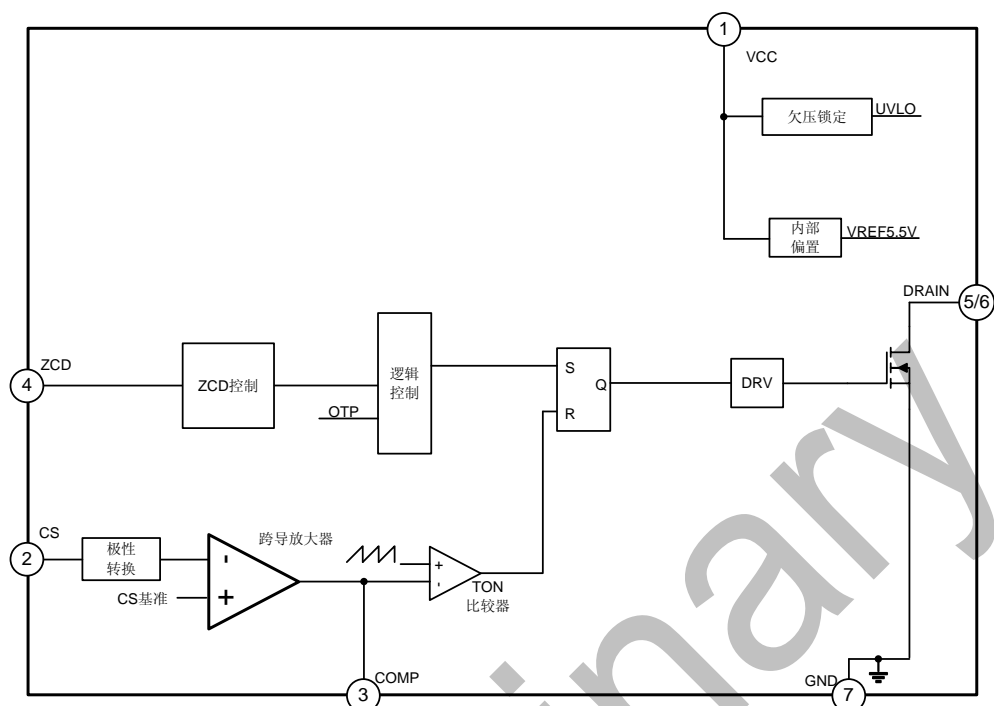 1
VCC
欠压锁定
UVLO
内部
偏置
VREF5.5V
DRAIN
5/6
ZCD
4
ZCD控制
逻辑
控制
OTP
S
Q
R
DRV
CS
2
极性
转换
跨导放大器
-
+
CS基准
+
-
TON
比较器
COMP
3
GND
7
inary